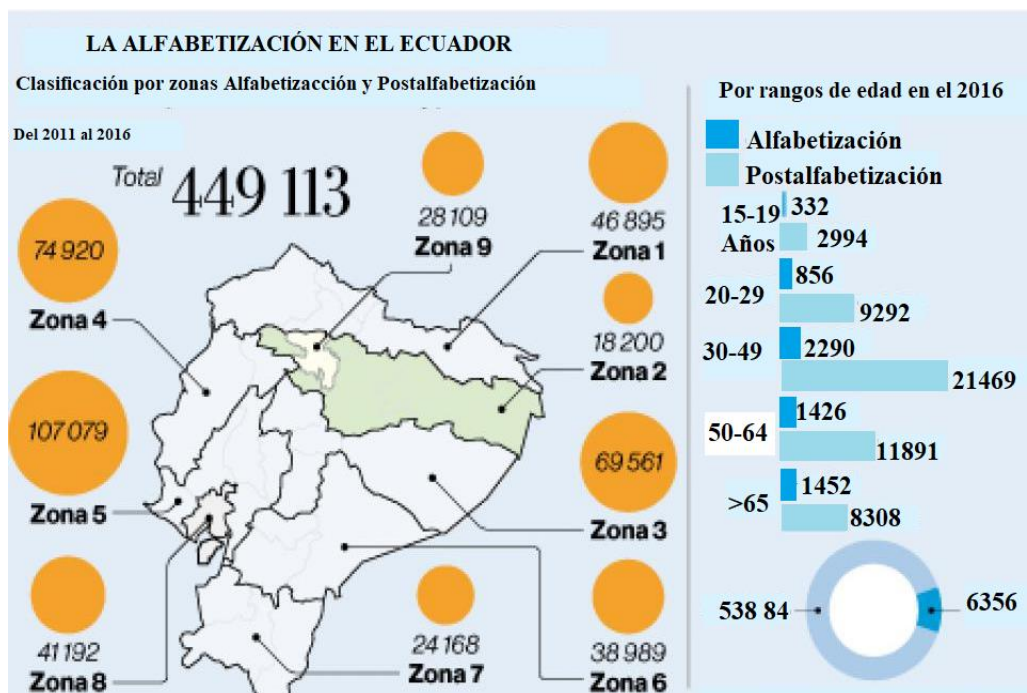 LA ALFABETIZACIÓN EN EL ECUADOR
Clasificación por zonas Alfabetizacción y Postalfabetización
Del 2011 al 2016
Total 449 113
28 109
Zona 9
46 895
Zona 1
74 920
Zona 4
18 200
Zona 2
107 079
Zona 5
69 561
Zona 3
41 192
Zona 8
24 168
Zona 7
38 989
Zona 6
Por rangos de edad en el 2016
Alfabetización
Postalfabetización
15-19
Años
332
2994
20-29
856
9292
30-49
2290
21469
50-64
1426
11891
>65
1452
8308
538 84
6356